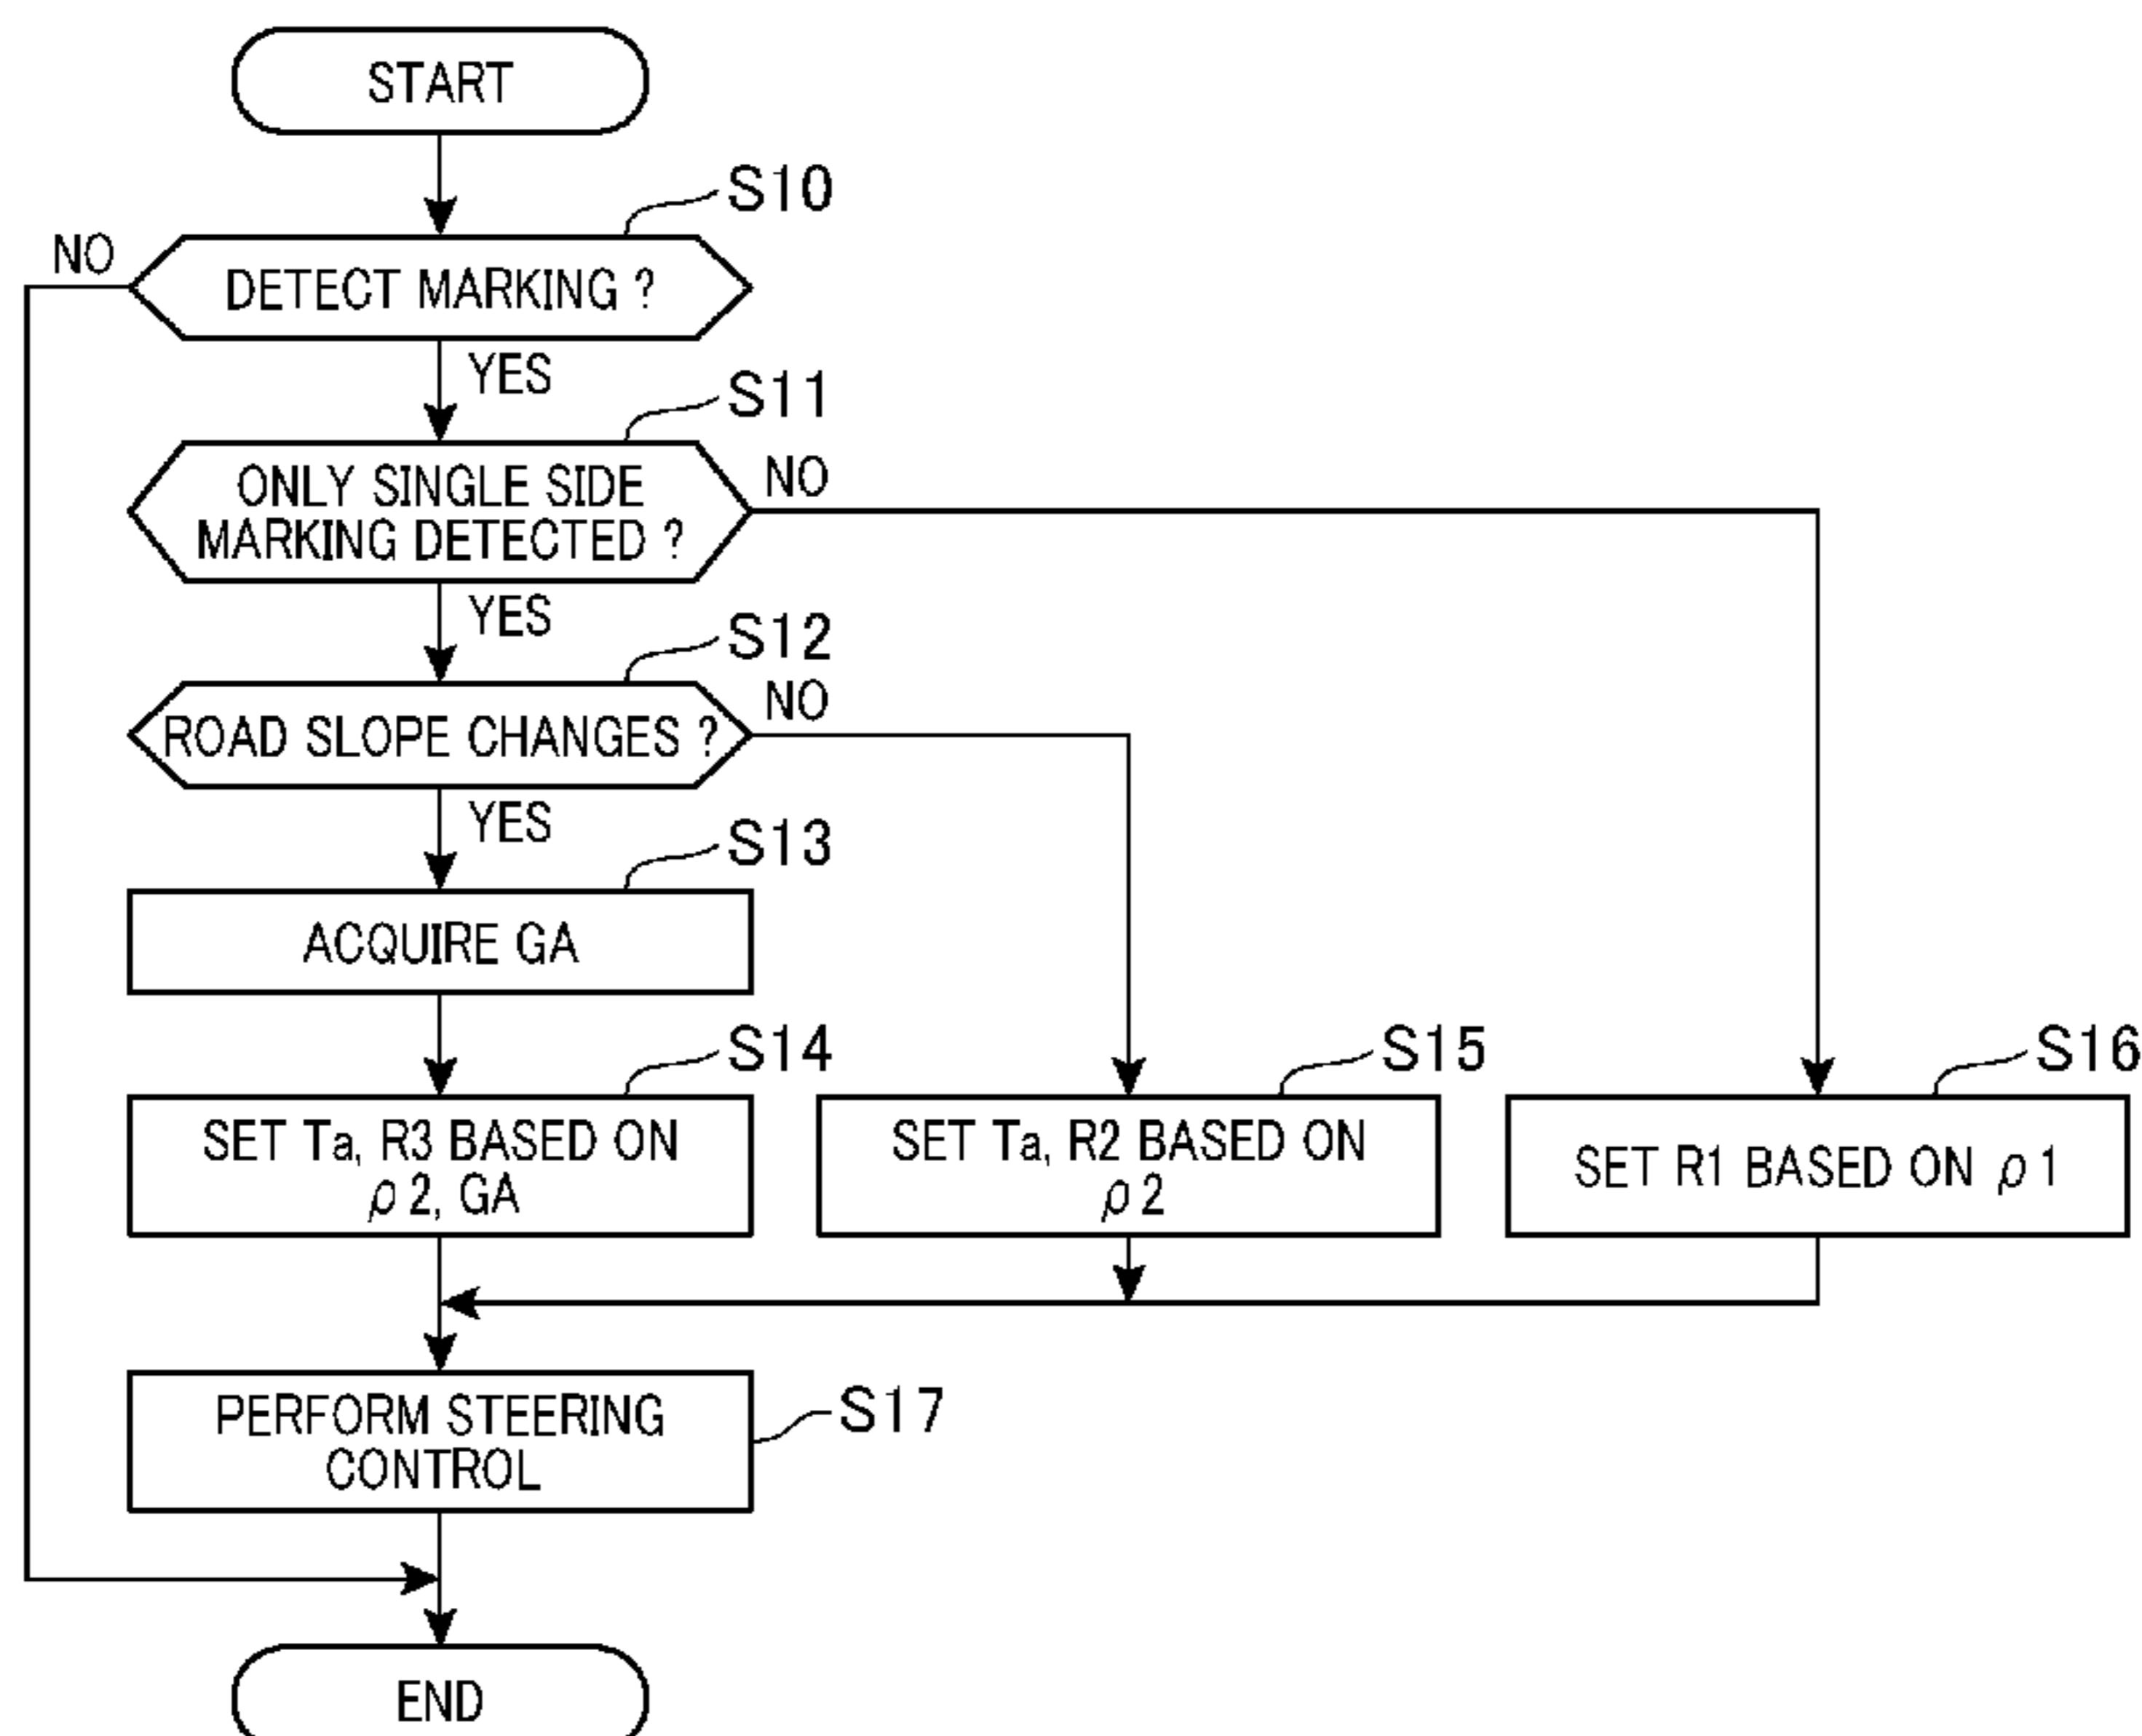 START
S10
NO
DETECT MARKING ?
YES
S11
ONLY SINGLE SIDE
MARKING DETECTED ?
NO
YES
S12
ROAD SLOPE CHANGES ?
NO
YES
S13
ACQUIRE GA
S14
SET Ta, R3 BASED ON
ρ2, GA
S15
SET Ta, R2 BASED ON
ρ2
S16
SET R1 BASED ON ρ1
PERFORM STEERING
CONTROL
S17
END